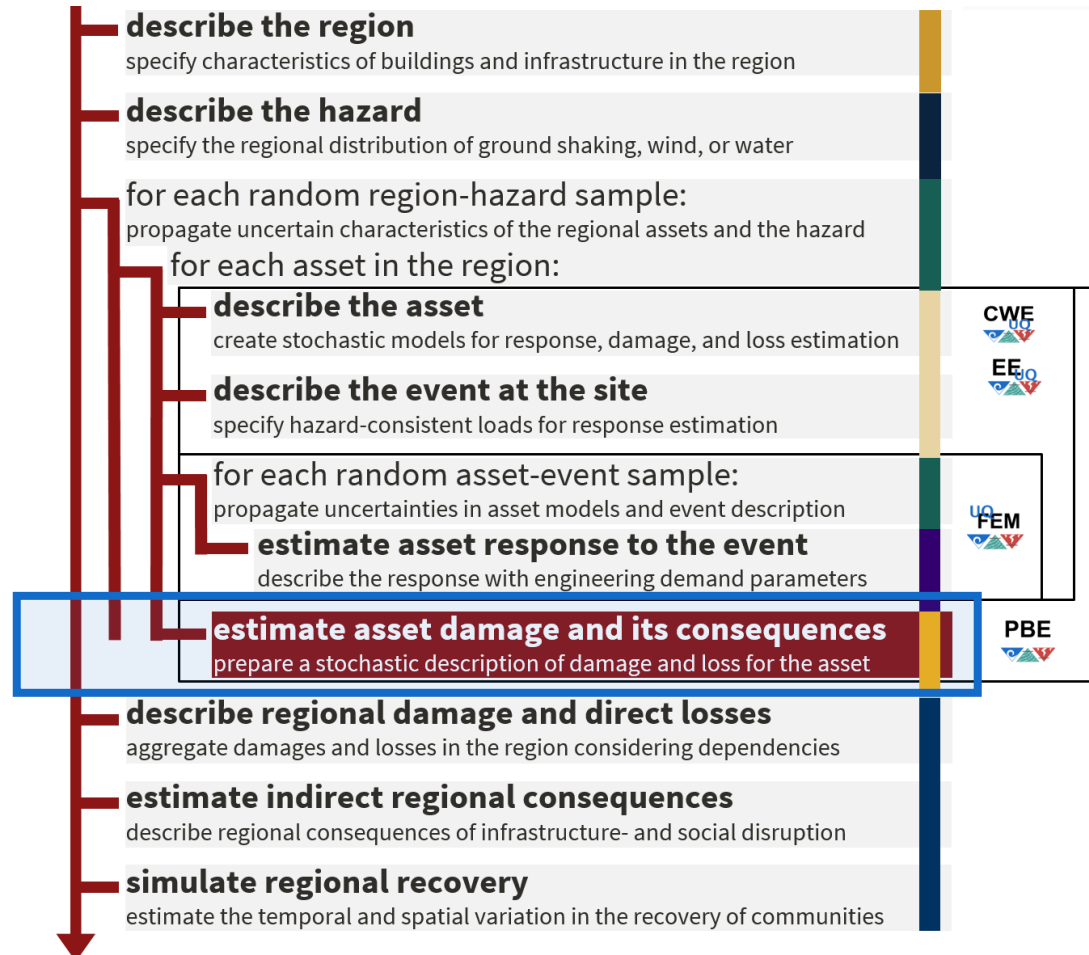 describe the region
specify characteristics of buildings and infrastructure in the region
describe the hazard
specify the regional distribution of ground shaking, wind, or water
for each random region-hazard sample:
propagate uncertain characteristics of the regional assets and the hazard
for each asset in the region:
describe the asset
create stochastic models for response, damage, and loss estimation
CWE
UQ
describe the event at the site
specify hazard-consistent loads for response estimation
EE
UQ
for each random asset-event sample:
propagate uncertainties in asset models and event description
UQ
FEM
estimate asset response to the event
describe the response with engineering demand parameters
estimate asset damage and its consequences
prepare a stochastic description of damage and loss for the asset
PBE
describe regional damage and direct losses
aggregate damages and losses in the region considering dependencies
estimate indirect regional consequences
describe regional consequences of infrastructure- and social disruption
simulate regional recovery
estimate the temporal and spatial variation in the recovery of communities